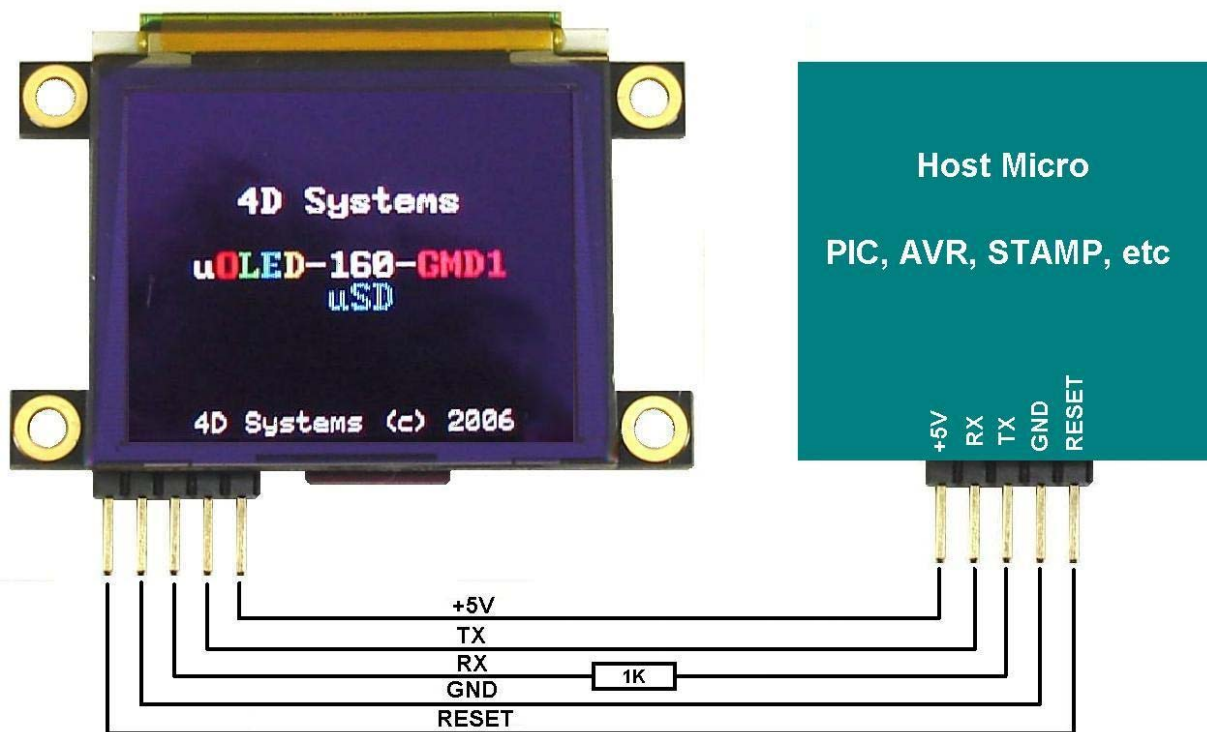 4D Systems
uOLED-160-GMD1
uSD
4D Systems (c) 2006
Host Micro
PIC, AVR, STAMP, etc
+5V
RX
TX
GND
RESET
+5V
TX
RX
1K
GND
RESET